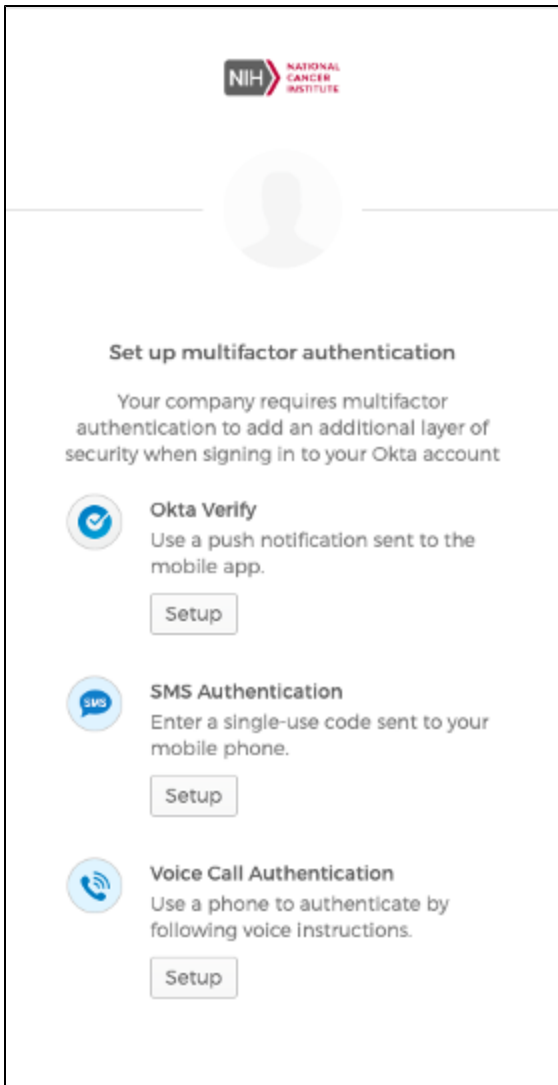 NIH NATIONAL
CANCER
INSTITUTE
Set up multifactor authentication
Your company requires multifactor
authentication to add an additional layer of
security when signing in to your Okta account
Okta Verify
Use a push notification sent to the
mobile app.
Setup
SMS
SMS Authentication
Enter a single-use code sent to your
mobile phone.
Setup
Voice Call Authentication
Use a phone to authenticate by
following voice instructions.
Setup